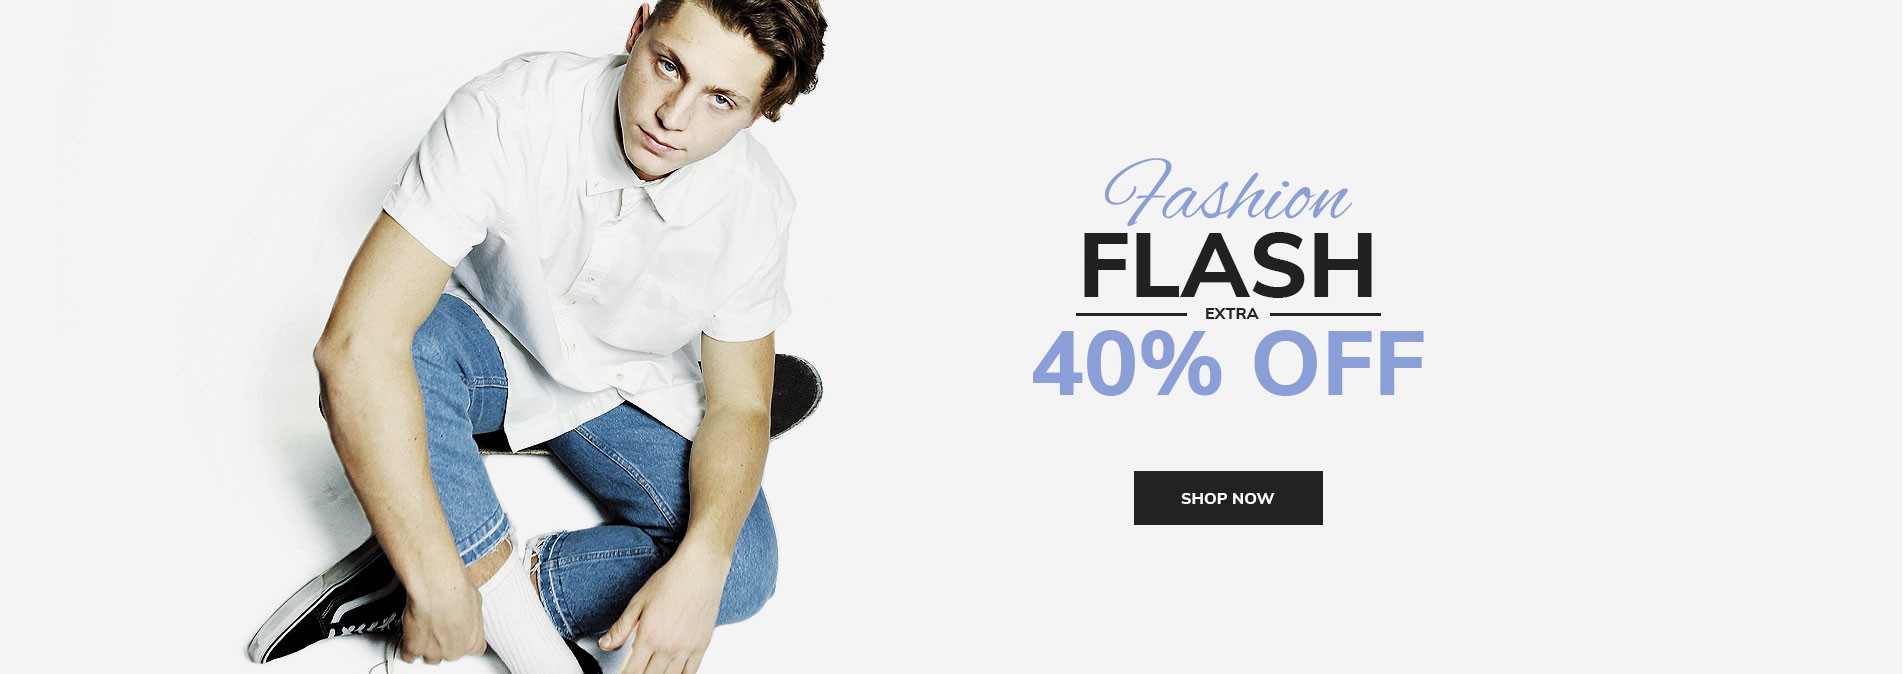 Fashion
FLASH
EXTRA
40% OFF
SHOP NOW